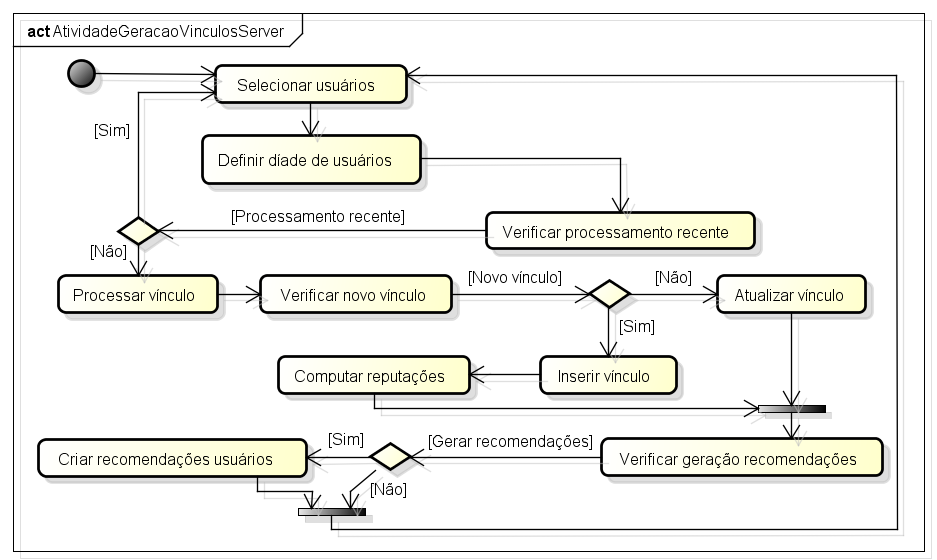 act AtividadeGeracaoVinculosServer
Selecionar usuários
[Sim]
Definir díade de usuários
[Processamento recente]
Verificar processamento recente
[Não]
Processar vínculo
Verificar novo vínculo
[Novo vínculo]
[Não]
Atualizar vínculo
[Sim]
Computar reputações
Inserir vínculo
Criar recomendações usuários
[Sim]
[Gerar recomendações]
Verificar geração recomendações
[Não]